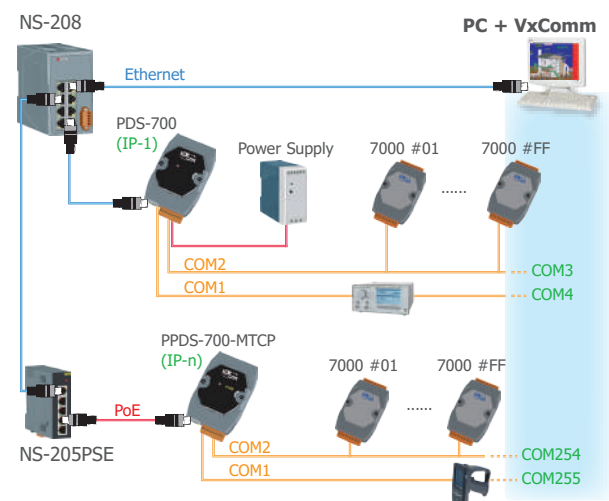 NS-208
PC + VxComm
Ethernet
PDS-700
(IP-1)
Power Supply
7000 #01
7000 #FF
......
COM2
COM3
COM1
COM4
PPDS-700-MTCP
(IP-n)
7000 #01
7000 #FF
......
PoE
NS-205PSE
COM2
COM254
COM1
COM255